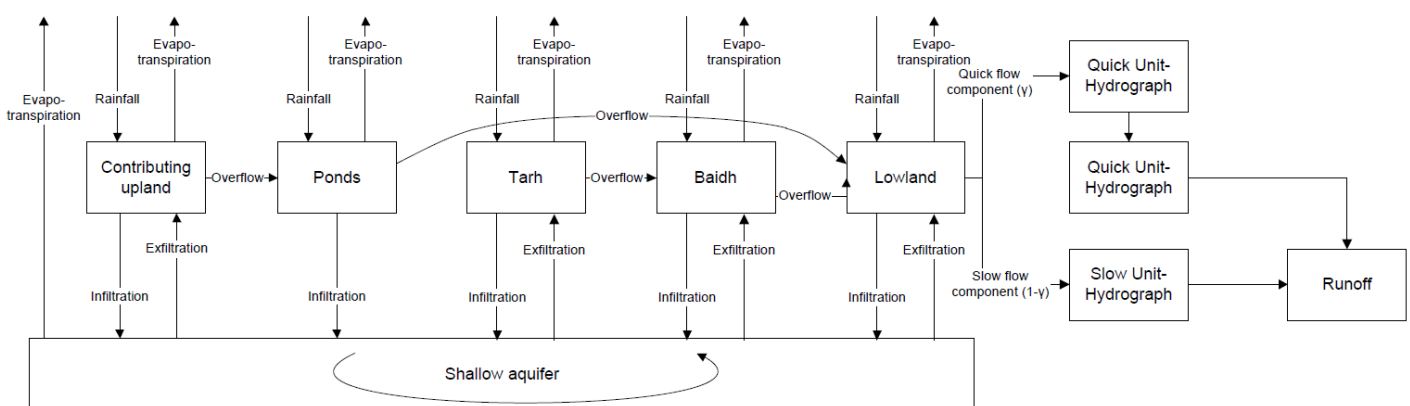 Evapo-
transpiration
Rainfall
Evapo-
transpiration
Rainfall
Evapo-
transpiration
Rainfall
Evapo-
transpiration
Rainfall
Evapo-
transpiration
Rainfall
Evapo-
transpiration
Contributing
upland
Overflow
Ponds
Overflow
Tarh
Overflow
Baidh
Overflow
Lowland
Quick flow
component (γ)
Quick Unit-
Hydrograph
Quick Unit-
Hydrograph
Slow flow
component (1-γ)
Slow Unit-
Hydrograph
Runoff
Infiltration
Exfiltration
Infiltration
Infiltration
Exfiltration
Infiltration
Exfiltration
Infiltration
Exfiltration
Shallow aquifer